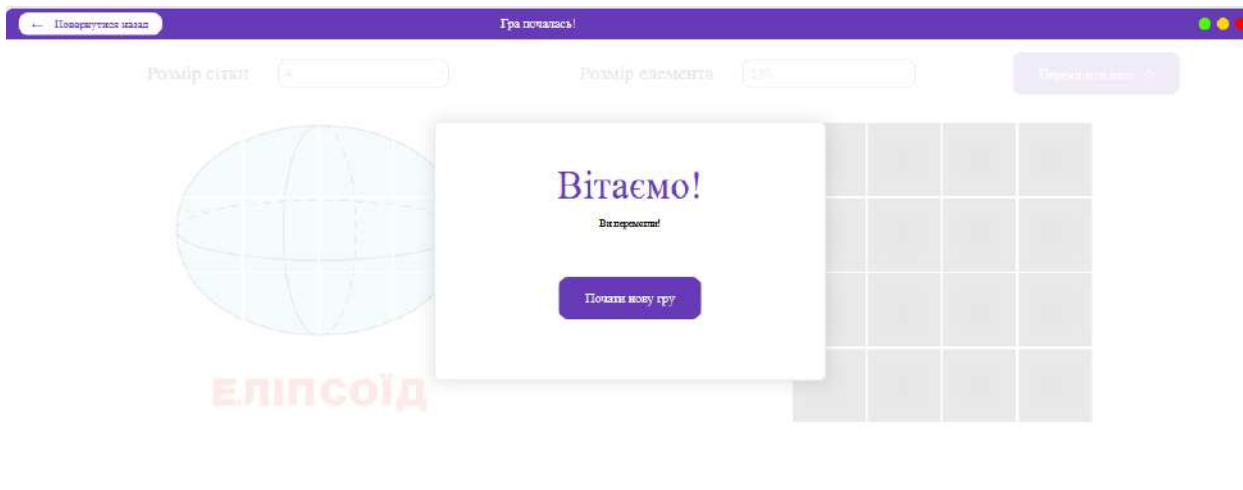 ← Повернутися назад
Гра почалась!
Розмір сітки
4
Розмір елемента
Вітаємо!
Ви перемогли!
Почати нову гру
ЕЛІПСОЇД